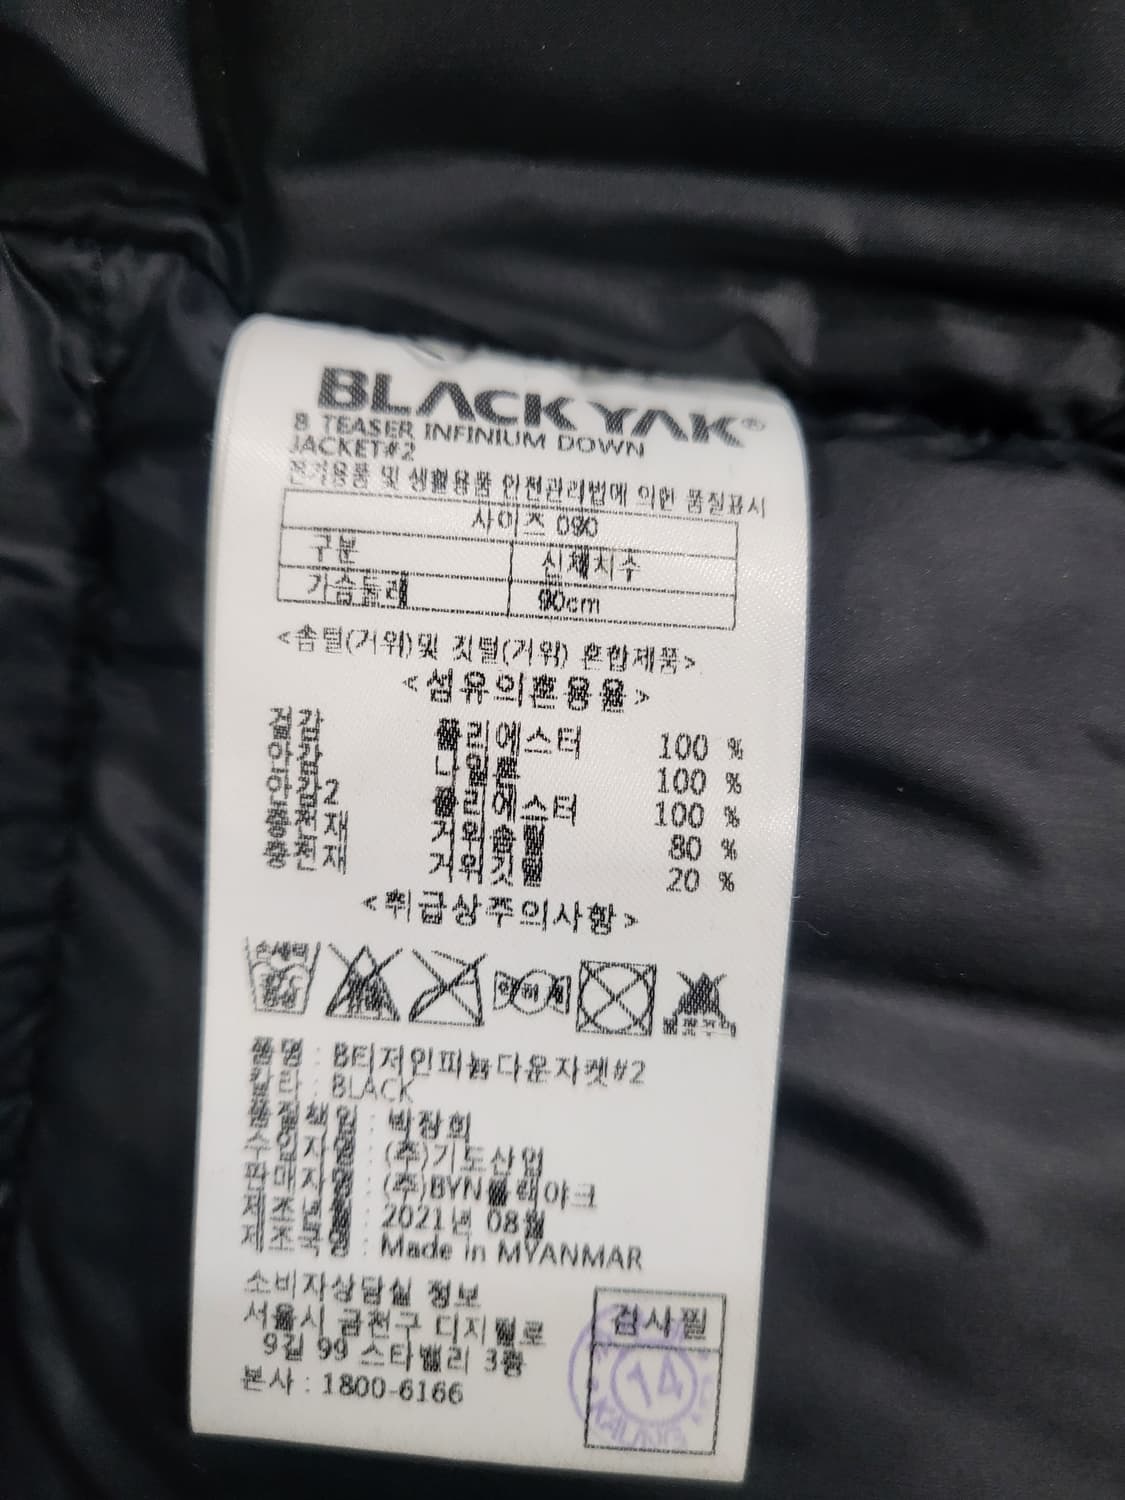 BLACKYAK®
B TEASER INFINIUM DOWN
JACKET#2
전기용품 및 생활용품 안전관리법에 의한 품질표시
사이즈 090
구분 신체치수
가슴둘레 90cm
<솜털(거위)및 깃털(거위) 혼합제품>
<섬유의혼용율>
겉감 폴리에스터 100 %
안감 나일론 100 %
안감2 폴리에스터 100 %
충전재 거위솜털 80 %
충전재 거위깃털 20 %
<취급상주의사항>
손세탁
약하게
품명 : B티저인피늄다운자켓#2
칼라 : BLACK
품질책임 : 박장희
수입자명 : (주)기도산업
판매자명 : (주)BYN블랙야크
제조년월 : 2021년 08월
제조국명 : Made in MYANMAR
소비자상담실 정보
서울시 금천구 디지털로
9길 99 스타밸리 3층
본사 : 1800-6166
검사필
14